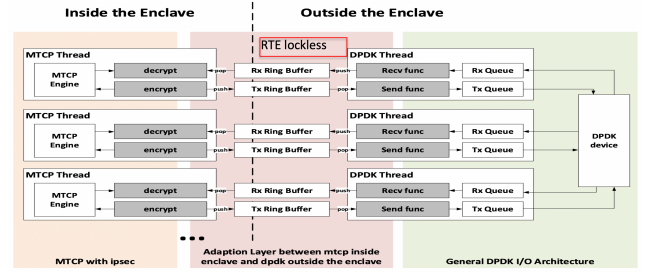 Inside the Enclave
Outside the Enclave
RTE lockless
MTCP Thread
DPDK Thread
MTCP
Engine
decrypt
pop
Rx Ring Buffer
push
Recv func
Rx Queue
encrypt
push
Tx Ring Buffer
pop
Send func
Tx Queue
MTCP Thread
DPDK Thread
MTCP
Engine
decrypt
pop
Rx Ring Buffer
push
Recv func
Rx Queue
encrypt
push
Tx Ring Buffer
pop
Send func
Tx Queue
DPDK
device
MTCP Thread
DPDK Thread
MTCP
Engine
decrypt
pop
Rx Ring Buffer
push
Recv func
Rx Queue
encrypt
push
Tx Ring Buffer
pop
Send func
Tx Queue
...
MTCP with ipsec
Adaption Layer between mtcp inside
enclave and dpdk outside the enclave
General DPDK I/O Architecture